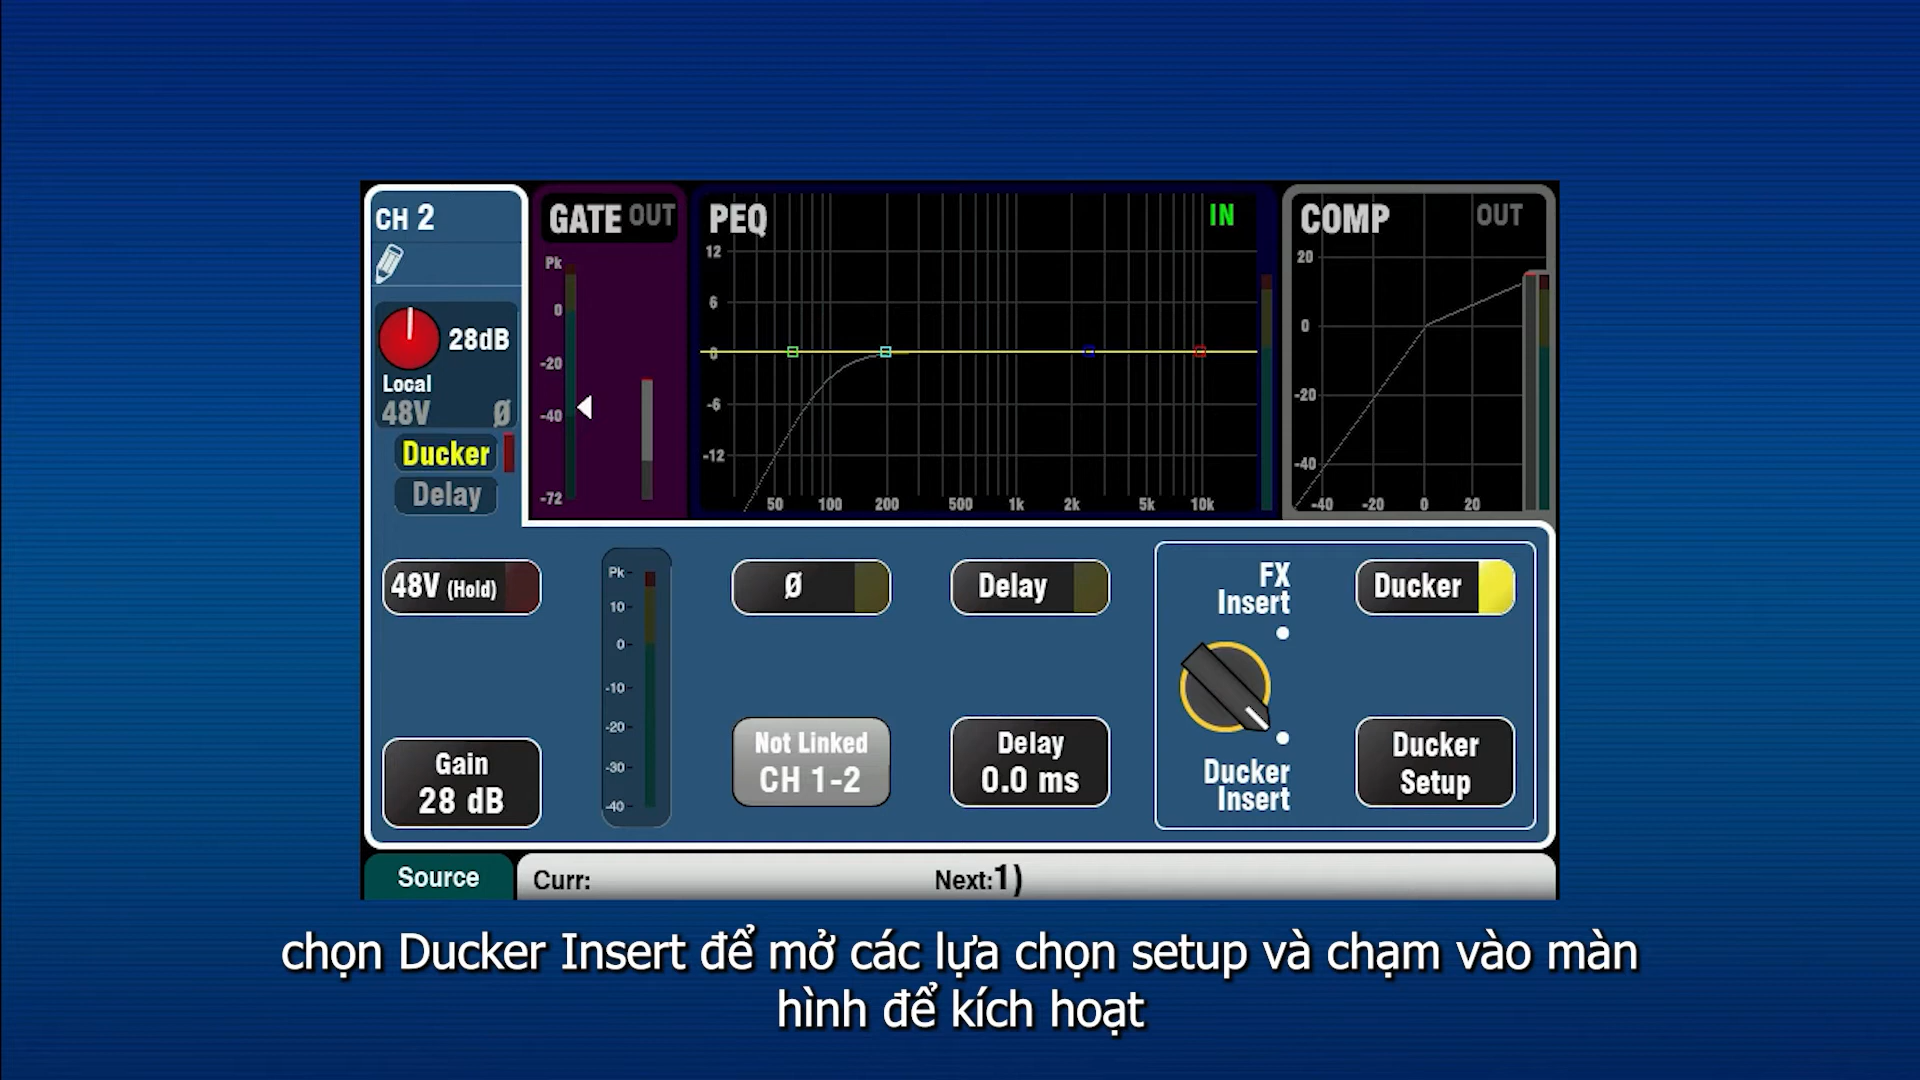 CH 2
28dB
Local
48V Ø
Ducker
Delay
GATE OUT
Pk
0
-20
-40
-72
PEQ IN
12
6
0
-6
-12
50 100 200 500 1k 2k 5k 10k
COMP OUT
20
0
-20
-40
-40 -20 0 20
48V (Hold)
Gain
28 dB
Pk
10
0
-10
-20
-30
-40
Ø
Not Linked
CH 1-2
Delay
Delay
0.0 ms
FX
Insert
Ducker
Insert
Ducker
Ducker
Setup
Source
Curr:
Next:1)
chọn Ducker Insert để mở các lựa chọn setup và chạm vào màn
hình để kích hoạt